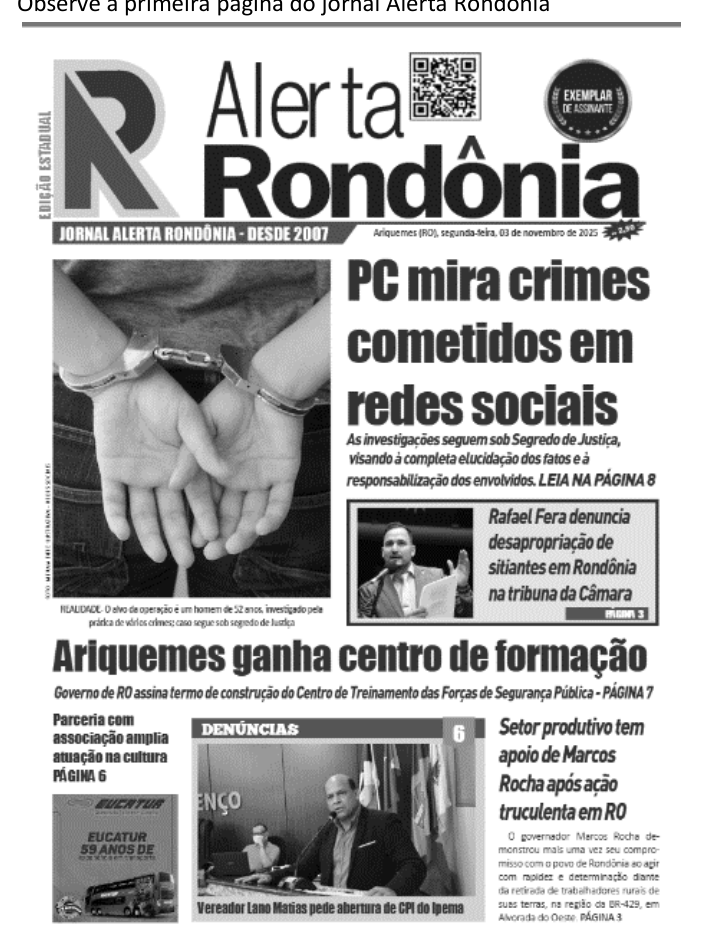 Observe a primeira página do jornal Alerta Rondônia
EDIÇÃO ESTADUAL
R
Alerta
Rondônia
EXEMPLAR
DE ASSINANTE
JORNAL ALERTA RONDÔNIA - DESDE 2007
Ariquemes (RO), segunda-feira, 03 de novembro de 2025
PC mira crimes
cometidos em
redes sociais
As investigações seguem sob Segredo de Justiça,
visando à completa elucidação dos fatos e à
responsabilização dos envolvidos. LEIA NA PÁGINA 8
Rafael Fera denuncia
desapropriação de
sitiantes em Rondônia
na tribuna da Câmara
PÁGINA 3
REALIDADE- O alvo da operação é um homem de 52 anos, investigado pela
prática de vários crimes; caso segue sob segredo de Justiça
Ariquemes ganha centro de formação
Governo de RO assina termo de construção do Centro de Treinamento das Forças de Segurança Pública - PÁGINA 7
Parceria com
associação amplia
atuação na cultura
PÁGINA 6
EUCATUR
EUCATUR
59 ANOS DE
DENÚNCIAS
6
ENÇO
Vereador Lano Matias pede abertura de CPI do Ipema
Setor produtivo tem
apoio de Marcos
Rocha após ação
truculenta em RO
O governador Marcos Rocha de-
monstrou mais uma vez seu compro-
misso com o povo de Rondônia ao agir
com rapidez e determinação diante
da retirada de trabalhadores rurais de
suas terras, na região da BR-429, em
Alvorada do Oeste. PÁGINA 3